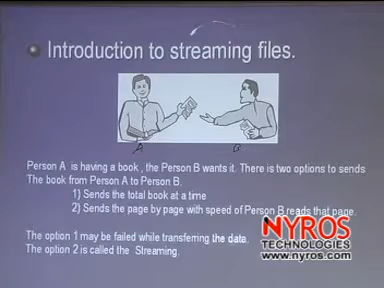 Introduction to streaming files.
A B
Person A is having a book , the Person B wants it. There is two options to sends
The book from Person A to Person B.
1) Sends the total book at a time
2) Sends the page by page with speed of Person B reads that page.
The option 1 may be failed while transferring the data.
The option 2 is called the Streaming.
NYROS
TECHNOLOGIES
www.nyros.com